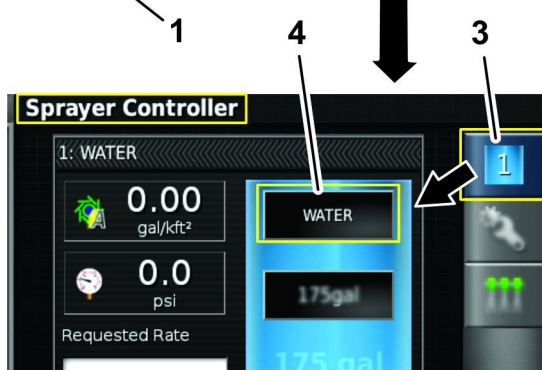 1
4
3
Sprayer Controller
1: WATER
1
0.00
gal/kft²
A
WATER
0.0
psi
175gal
Requested Rate
175 gal